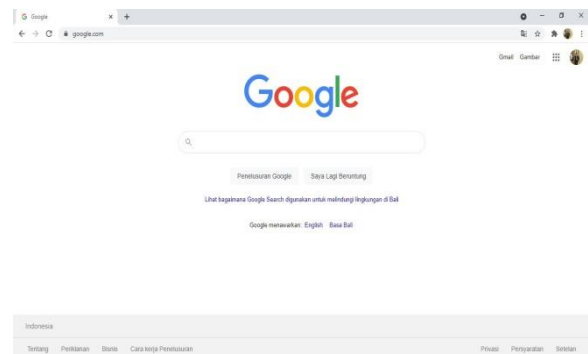 Google
google.com
Gmail Gambar
Google
Penelusuran Google Saya Lagi Beruntung
Lihat bagaimana Google Search digunakan untuk melindungi lingkungan di Bali
Google menawarkan: English Basa Bali
Indonesia
Tentang Periklanan Bisnis Cara kerja Penelusuran Privasi Persyaratan Setelan